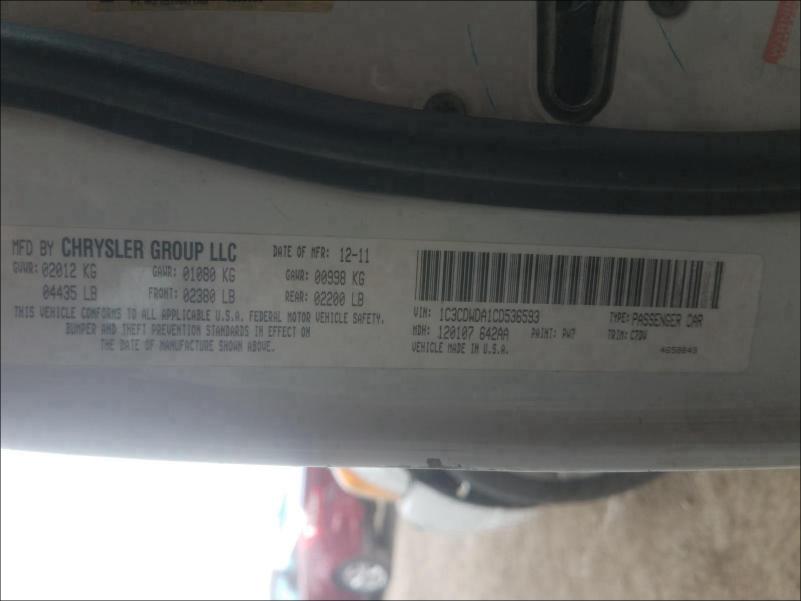 MFD BY CHRYSLER GROUP LLC DATE OF MFR: 12-11
GVWR: 02012 KG GAWR: 01080 KG GAWR: 00998 KG
04435 LB FRONT: 02380 LB REAR: 02200 LB
THIS VEHICLE CONFORMS TO ALL APPLICABLE U.S.A. FEDERAL MOTOR VEHICLE SAFETY,
BUMPER AND THEFT PREVENTION STANDARDS IN EFFECT ON
THE DATE OF MANUFACTURE SHOWN ABOVE.
VIN: 1C3CDWDA1CD536593 TYPE: PASSENGER CAR
MDH: 120107 642AA PAINT: PW7 TRIM: C7DV
VEHICLE MADE IN U.S.A. 4658849